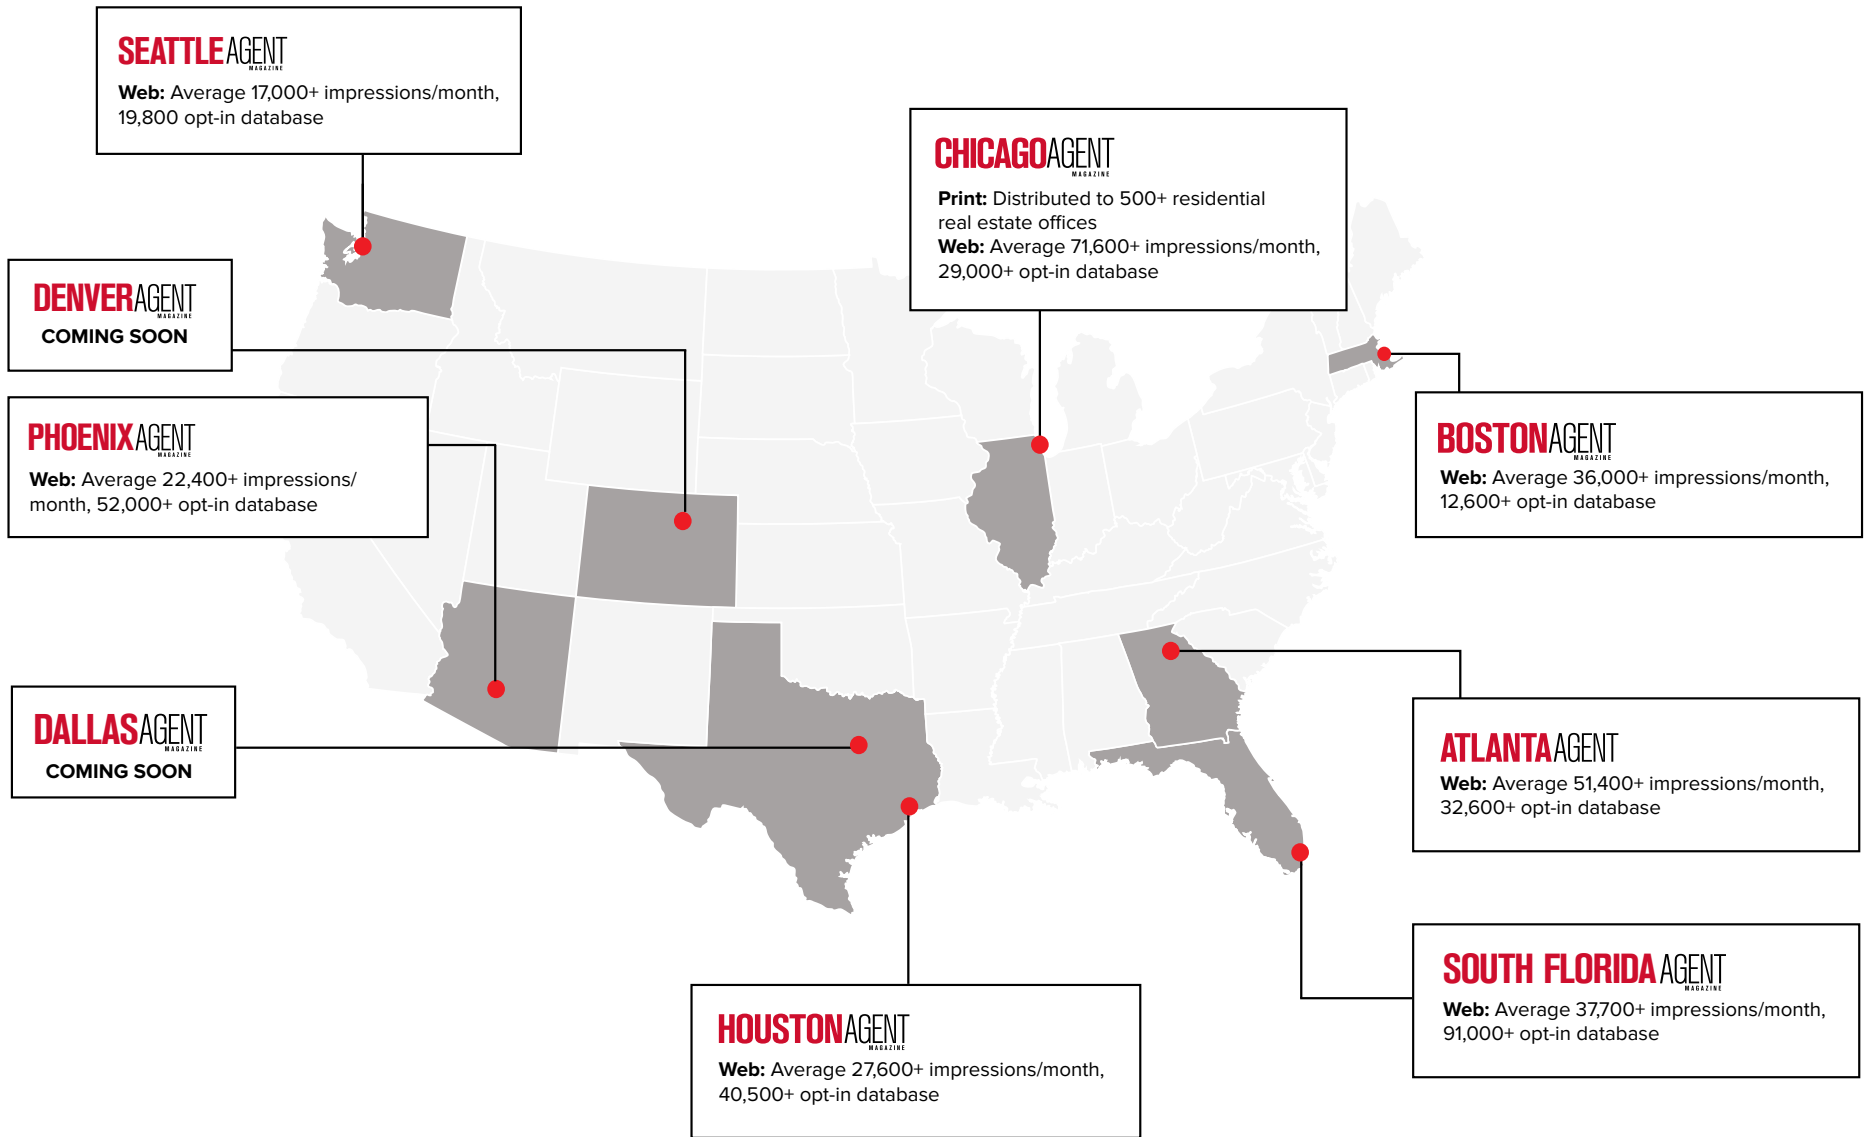 SEATTLE AGENT
MAGAZINE
Web: Average 17,000+ impressions/month,
19,800 opt-in database
CHICAGOAGENT
MAGAZINE
Print: Distributed to 500+ residential
real estate offices
Web: Average 71,600+ impressions/month,
29,000+ opt-in database
DENVERAGENT
MAGAZINE
COMING SOON
PHOENIXAGENT
MAGAZINE
Web: Average 22,400+ impressions/
month, 52,000+ opt-in database
BOSTONAGENT
MAGAZINE
Web: Average 36,000+ impressions/month,
12,600+ opt-in database
DALLASAGENT
MAGAZINE
COMING SOON
ATLANTAAGENT
Web: Average 51,400+ impressions/month,
32,600+ opt-in database
SOUTH FLORIDA AGENT
MAGAZINE
Web: Average 37,700+ impressions/month,
91,000+ opt-in database
HOUSTONAGENT
MAGAZINE
Web: Average 27,600+ impressions/month,
40,500+ opt-in database